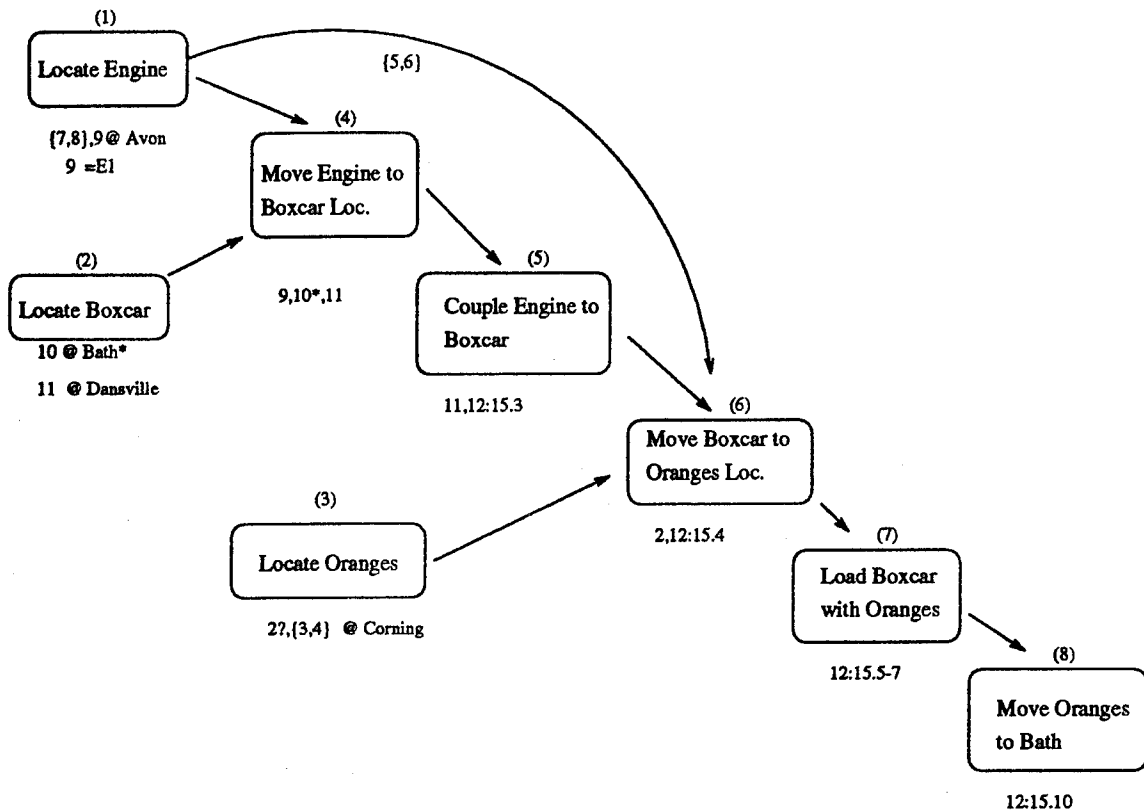 (1)
Locate Engine
{5,6}
{7,8},9 @ Avon
9 =E1
(4)
Move Engine to
Boxcar Loc.
9,10*,11
(2)
Locate Boxcar
10 @ Bath*
11 @ Dansville
(5)
Couple Engine to
Boxcar
11,12:15.3
(6)
Move Boxcar to
Oranges Loc.
2,12:15.4
(3)
Locate Oranges
2?,{3,4} @ Corning
(7)
Load Boxcar
with Oranges
12:15.5-7
(8)
Move Oranges
to Bath
12:15.10